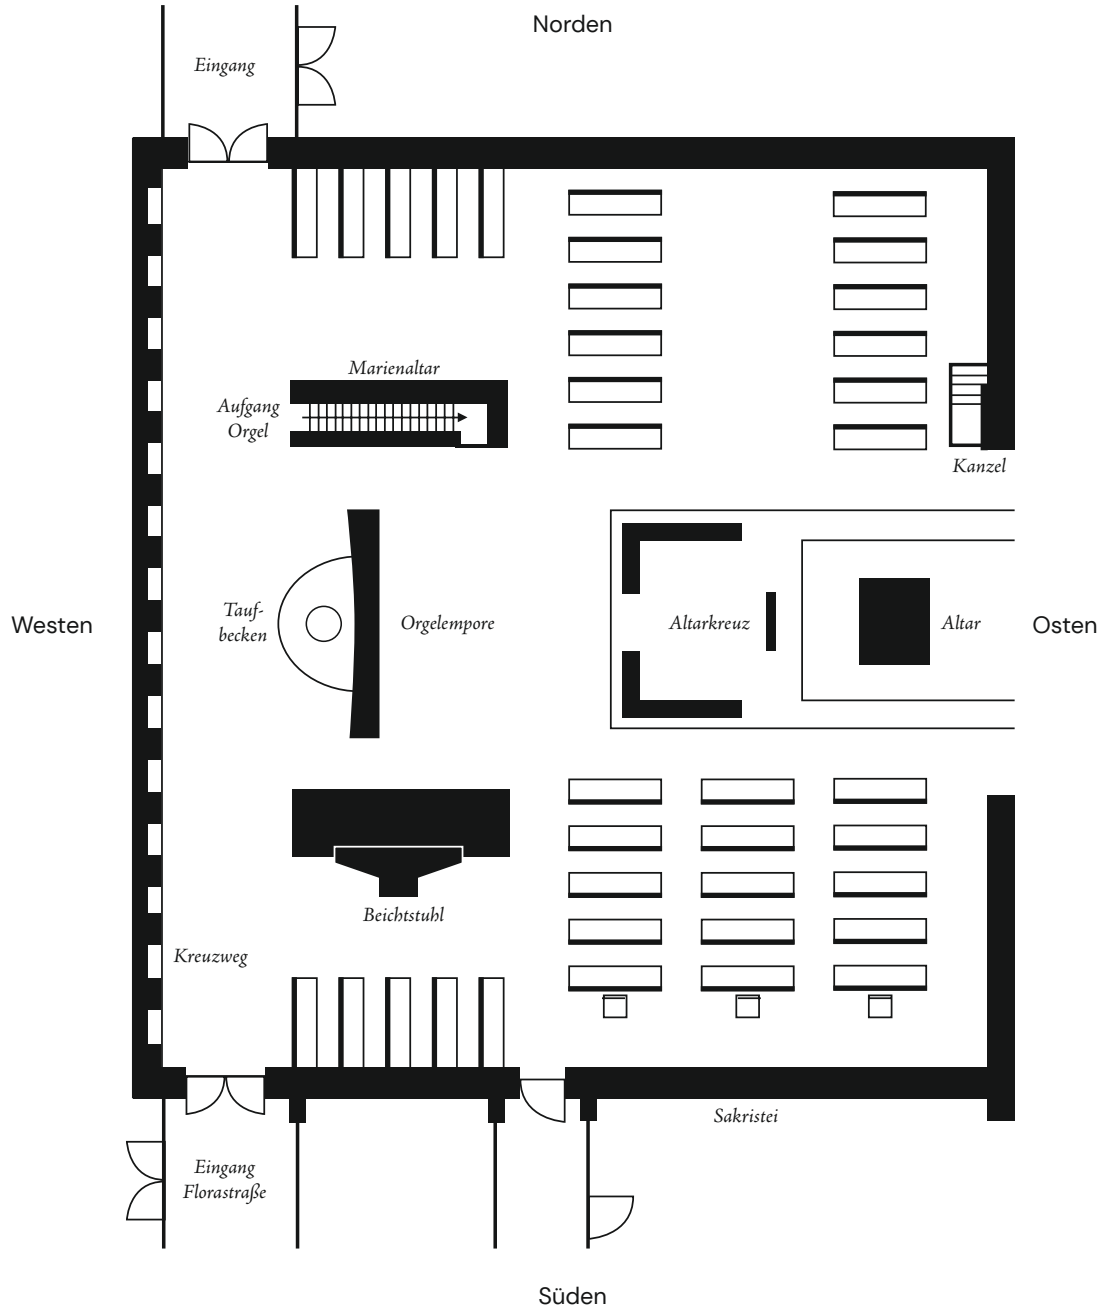 Norden
Eingang
Marienaltar
Aufgang
Orgel
Kanzel
Westen
Tauf-
becken
Orgelempore
Altarkreuz
Altar
Osten
Beichtstuhl
Kreuzweg
Sakristei
Eingang
Florastraße
Süden